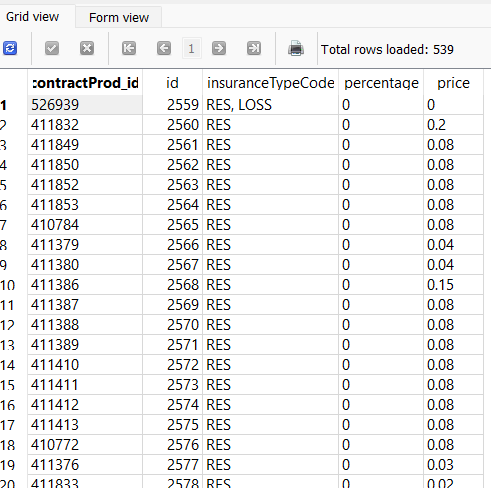 Grid view Form view
1 Total rows loaded: 539
contractProd_id id insuranceTypeCode percentage price
1 526939 2559 RES, LOSS 0 0
2 411832 2560 RES 0 0.2
3 411849 2561 RES 0 0.08
4 411850 2562 RES 0 0.08
5 411852 2563 RES 0 0.08
6 411853 2564 RES 0 0.08
7 410784 2565 RES 0 0.08
8 411379 2566 RES 0 0.04
9 411380 2567 RES 0 0.04
10 411386 2568 RES 0 0.15
11 411387 2569 RES 0 0.08
12 411388 2570 RES 0 0.08
13 411389 2571 RES 0 0.08
14 411410 2572 RES 0 0.08
15 411411 2573 RES 0 0.08
16 411412 2574 RES 0 0.08
17 411413 2575 RES 0 0.08
18 410772 2576 RES 0 0.08
19 411376 2577 RES 0 0.03
20 411833 2578 RES 0 0.02